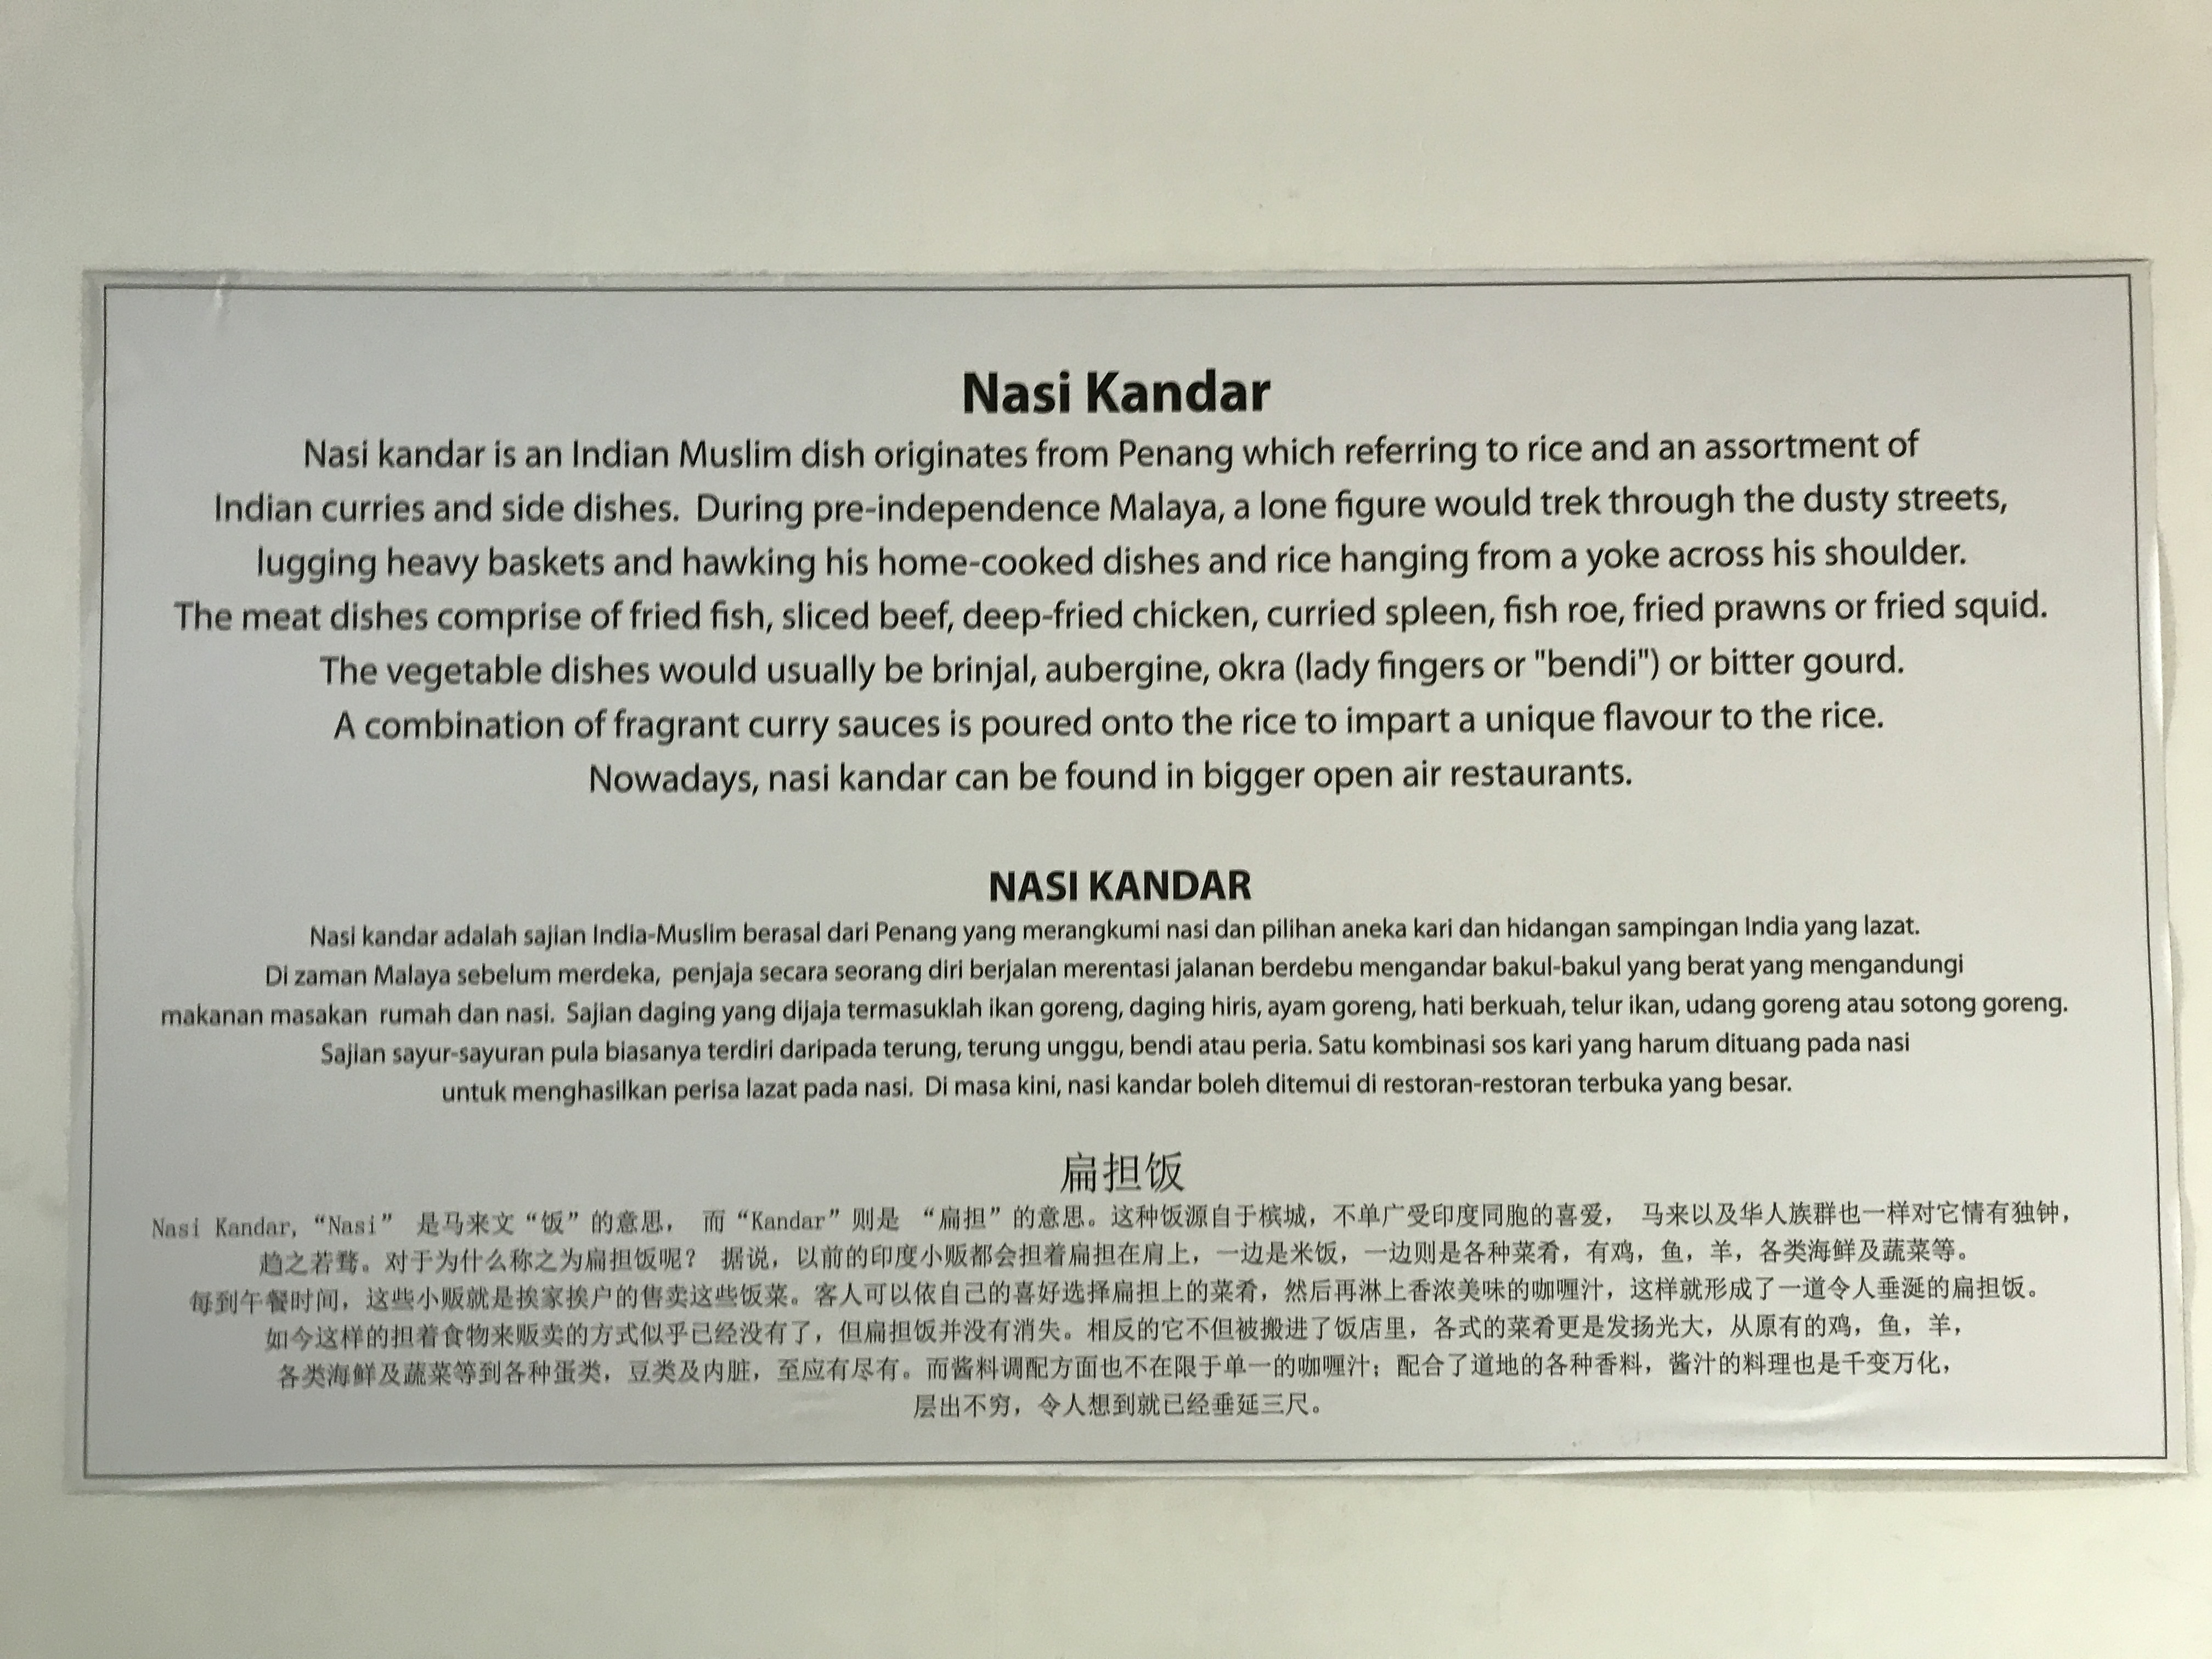 Nasi Kandar
Nasi kandar is an Indian Muslim dish originates from Penang which referring to rice and an assortment of
Indian curries and side dishes. During pre-independence Malaya, a lone figure would trek through the dusty streets,
lugging heavy baskets and hawking his home-cooked dishes and rice hanging from a yoke across his shoulder.
The meat dishes comprise of fried fish, sliced beef, deep-fried chicken, curried spleen, fish roe, fried prawns or fried squid.
The vegetable dishes would usually be brinjal, aubergine, okra (lady fingers or "bendi") or bitter gourd.
A combination of fragrant curry sauces is poured onto the rice to impart a unique flavour to the rice.
Nowadays, nasi kandar can be found in bigger open air restaurants.
NASI KANDAR
Nasi kandar adalah sajian India-Muslim berasal dari Penang yang merangkumi nasi dan pilihan aneka kari dan hidangan sampingan India yang lazat.
Di zaman Malaya sebelum merdeka, penjaja secara seorang diri berjalan merentasi jalanan berdebu mengandar bakul-bakul yang berat yang mengandungi
makanan masakan rumah dan nasi. Sajian daging yang dijaja termasuklah ikan goreng, daging hiris, ayam goreng, hati berkuah, telur ikan, udang goreng atau sotong goreng.
Sajian sayur-sayuran pula biasanya terdiri daripada terung, terung unggu, bendi atau peria. Satu kombinasi sos kari yang harum dituang pada nasi
untuk menghasilkan perisa lazat pada nasi. Di masa kini, nasi kandar boleh ditemui di restoran-restoran terbuka yang besar.
扁担饭
Nasi Kandar, “Nasi” 是马来文“饭”的意思， 而“Kandar”则是 “扁担”的意思。这种饭源自于槟城，不单广受印度同胞的喜爱， 马来以及华人族群也一样对它情有独钟，
趋之若骛。对于为什么称之为扁担饭呢？ 据说，以前的印度小贩都会担着扁担在肩上，一边是米饭，一边则是各种菜肴，有鸡，鱼，羊，各类海鲜及蔬菜等。
每到午餐时间，这些小贩就是挨家挨户的售卖这些饭菜。客人可以依自己的喜好选择扁担上的菜肴，然后再淋上香浓美味的咖喱汁，这样就形成了一道令人垂涎的扁担饭。
如今这样的担着食物来贩卖的方式似乎已经没有了，但扁担饭并没有消失。相反的它不但被搬进了饭店里，各式的菜肴更是发扬光大，从原有的鸡，鱼，羊，
各类海鲜及蔬菜等到各种蛋类，豆类及内脏，至应有尽有。而酱料调配方面也不在限于单一的咖喱汁；配合了道地的各种香料，酱汁的料理也是千变万化，
层出不穷，令人想到就已经垂延三尺。